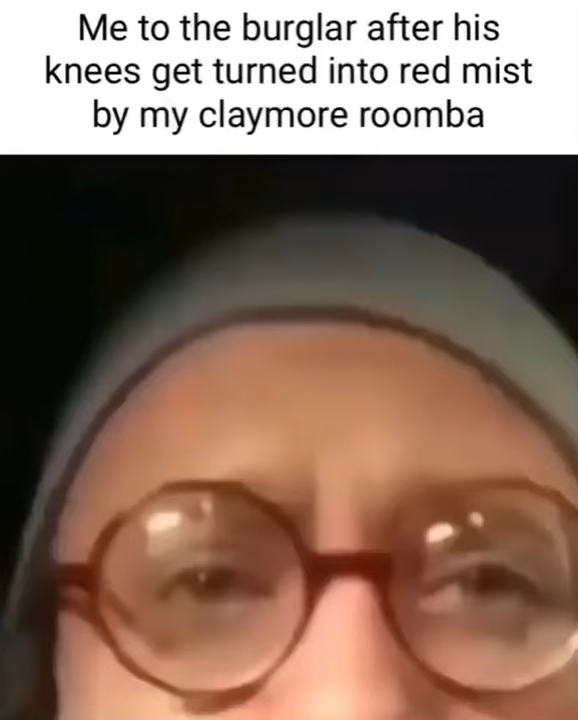 Me to the burglar after his
knees get turned into red mist
by my claymore roomba